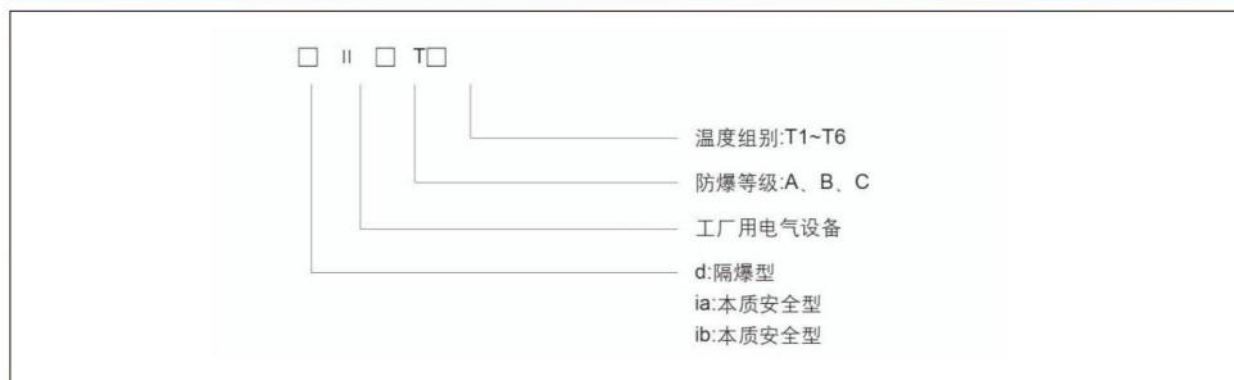 □ II □ T□
温度组别:T1~T6
防爆等级:A、B、C
工厂用电气设备
d:隔爆型
ia:本质安全型
ib:本质安全型